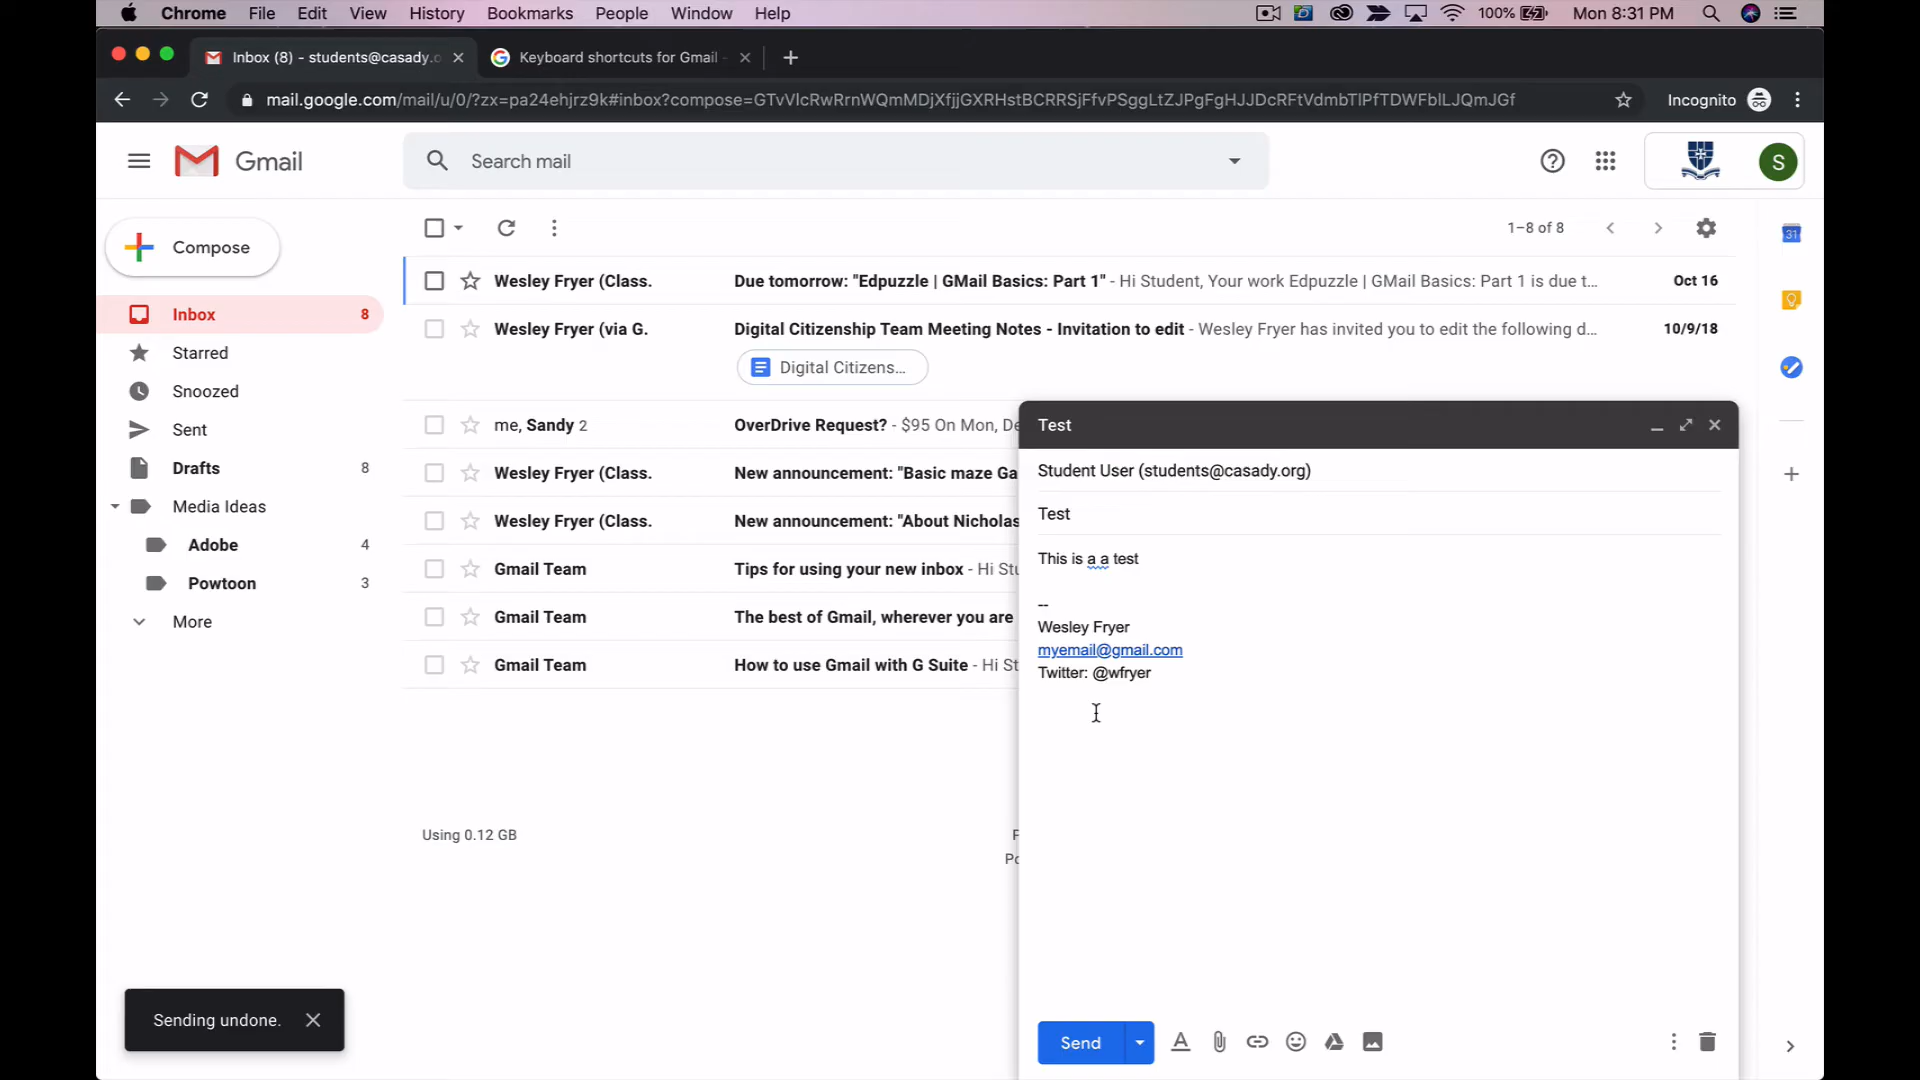 Chrome File Edit View History Bookmarks People Window Help 100% Mon 8:31 PM
Inbox (8) - students@casady.o
Keyboard shortcuts for Gmail -
mail.google.com/mail/u/0/?zx=pa24ehjrz9k#inbox?compose=GTvVlcRwRrnWQmMDjXfjjGXRHstBCRRSjFfvPSggLtZJPgFgHJJDcRFtVdmbTlPfTDWFblLJQmJGf
Incognito
Gmail
Search mail
S
Compose
1–8 of 8
31
Inbox 8
Starred
Snoozed
Sent
Drafts 8
Media Ideas
Adobe 4
Powtoon 3
More
Wesley Fryer (Class. Due tomorrow: "Edpuzzle | GMail Basics: Part 1" - Hi Student, Your work Edpuzzle | GMail Basics: Part 1 is due t... Oct 16
Wesley Fryer (via G. Digital Citizenship Team Meeting Notes - Invitation to edit - Wesley Fryer has invited you to edit the following d... 10/9/18
Digital Citizens...
me, Sandy 2 OverDrive Request? - $95 On Mon, De
Wesley Fryer (Class. New announcement: "Basic maze Ga
Wesley Fryer (Class. New announcement: "About Nicholas
Gmail Team Tips for using your new inbox - Hi Stu
Gmail Team The best of Gmail, wherever you are
Gmail Team How to use Gmail with G Suite - Hi St
Using 0.12 GB
P
Po
Test
Student User (students@casady.org)
Test
This is a a test
--
Wesley Fryer
myemail@gmail.com
Twitter: @wfryer
Send
Sending undone.